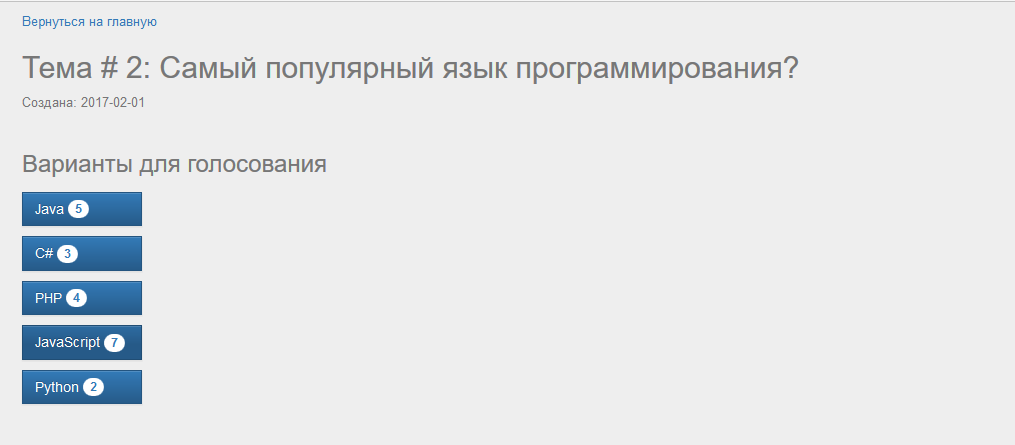 Вернуться на главную
Тема # 2: Самый популярный язык программирования?
Создана: 2017-02-01
Варианты для голосования
Java 5
C# 3
PHP 4
JavaScript 7
Python 2